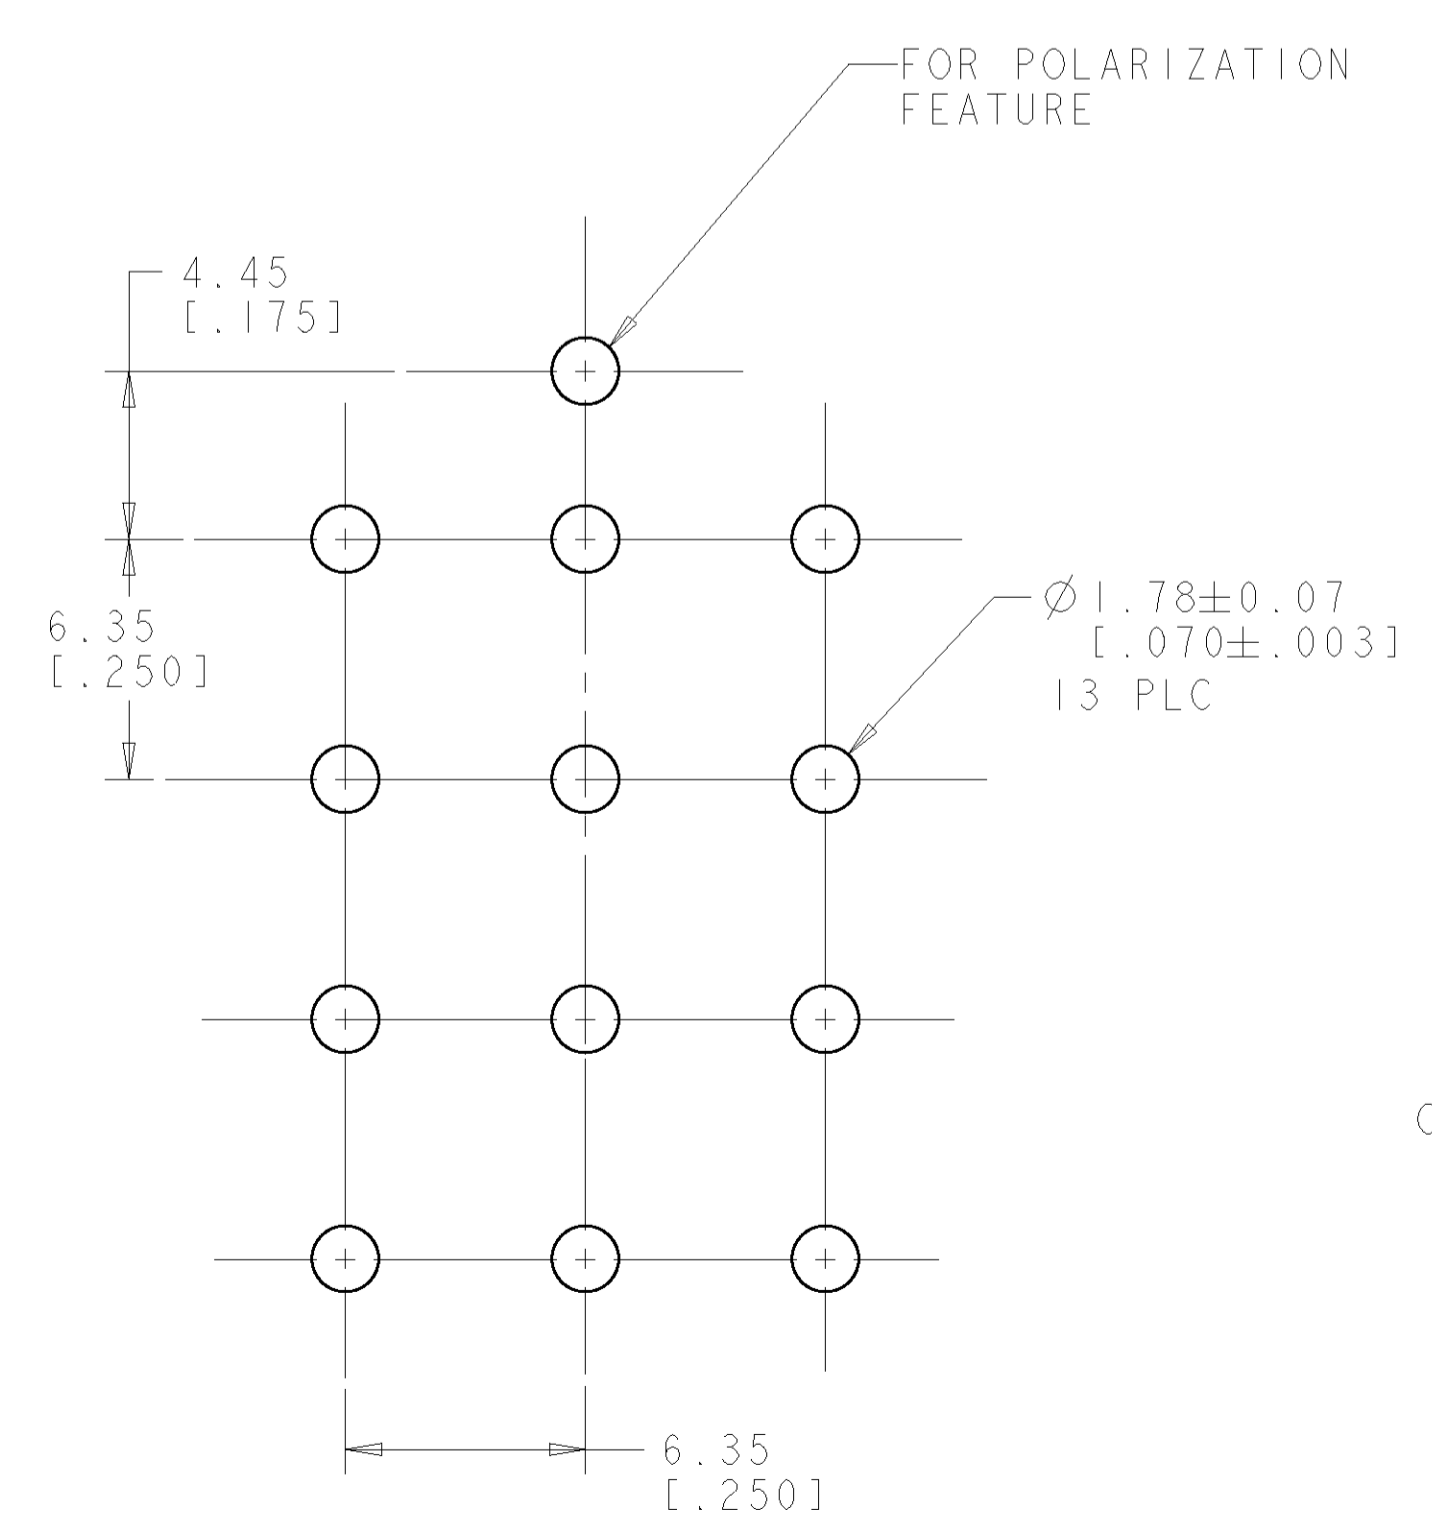 FOR POLARIZATION
FEATURE
4.45
[.175]
6.35
[.250]
Ø1.78±0.07
[.070±.003]
13 PLC
6.35
[.250]